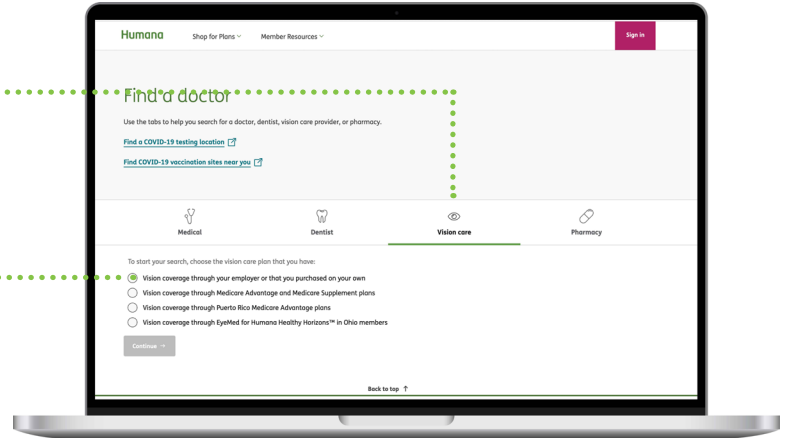 Humana Shop for Plans Member Resources Sign in
Find a doctor
Use the tabs to help you search for a doctor, dentist, vision care provider, or pharmacy.
Find a COVID-19 testing location
Find COVID-19 vaccination sites near you
Medical Dentist Vision care Pharmacy
To start your search, choose the vision care plan that you have:
Vision coverage through your employer or that you purchased on your own
Vision coverage through Medicare Advantage and Medicare Supplement plans
Vision coverage through Puerto Rico Medicare Advantage plans
Vision coverage through EyeMed for Humana Healthy Horizons™ in Ohio members
Continue →
Back to top ↑